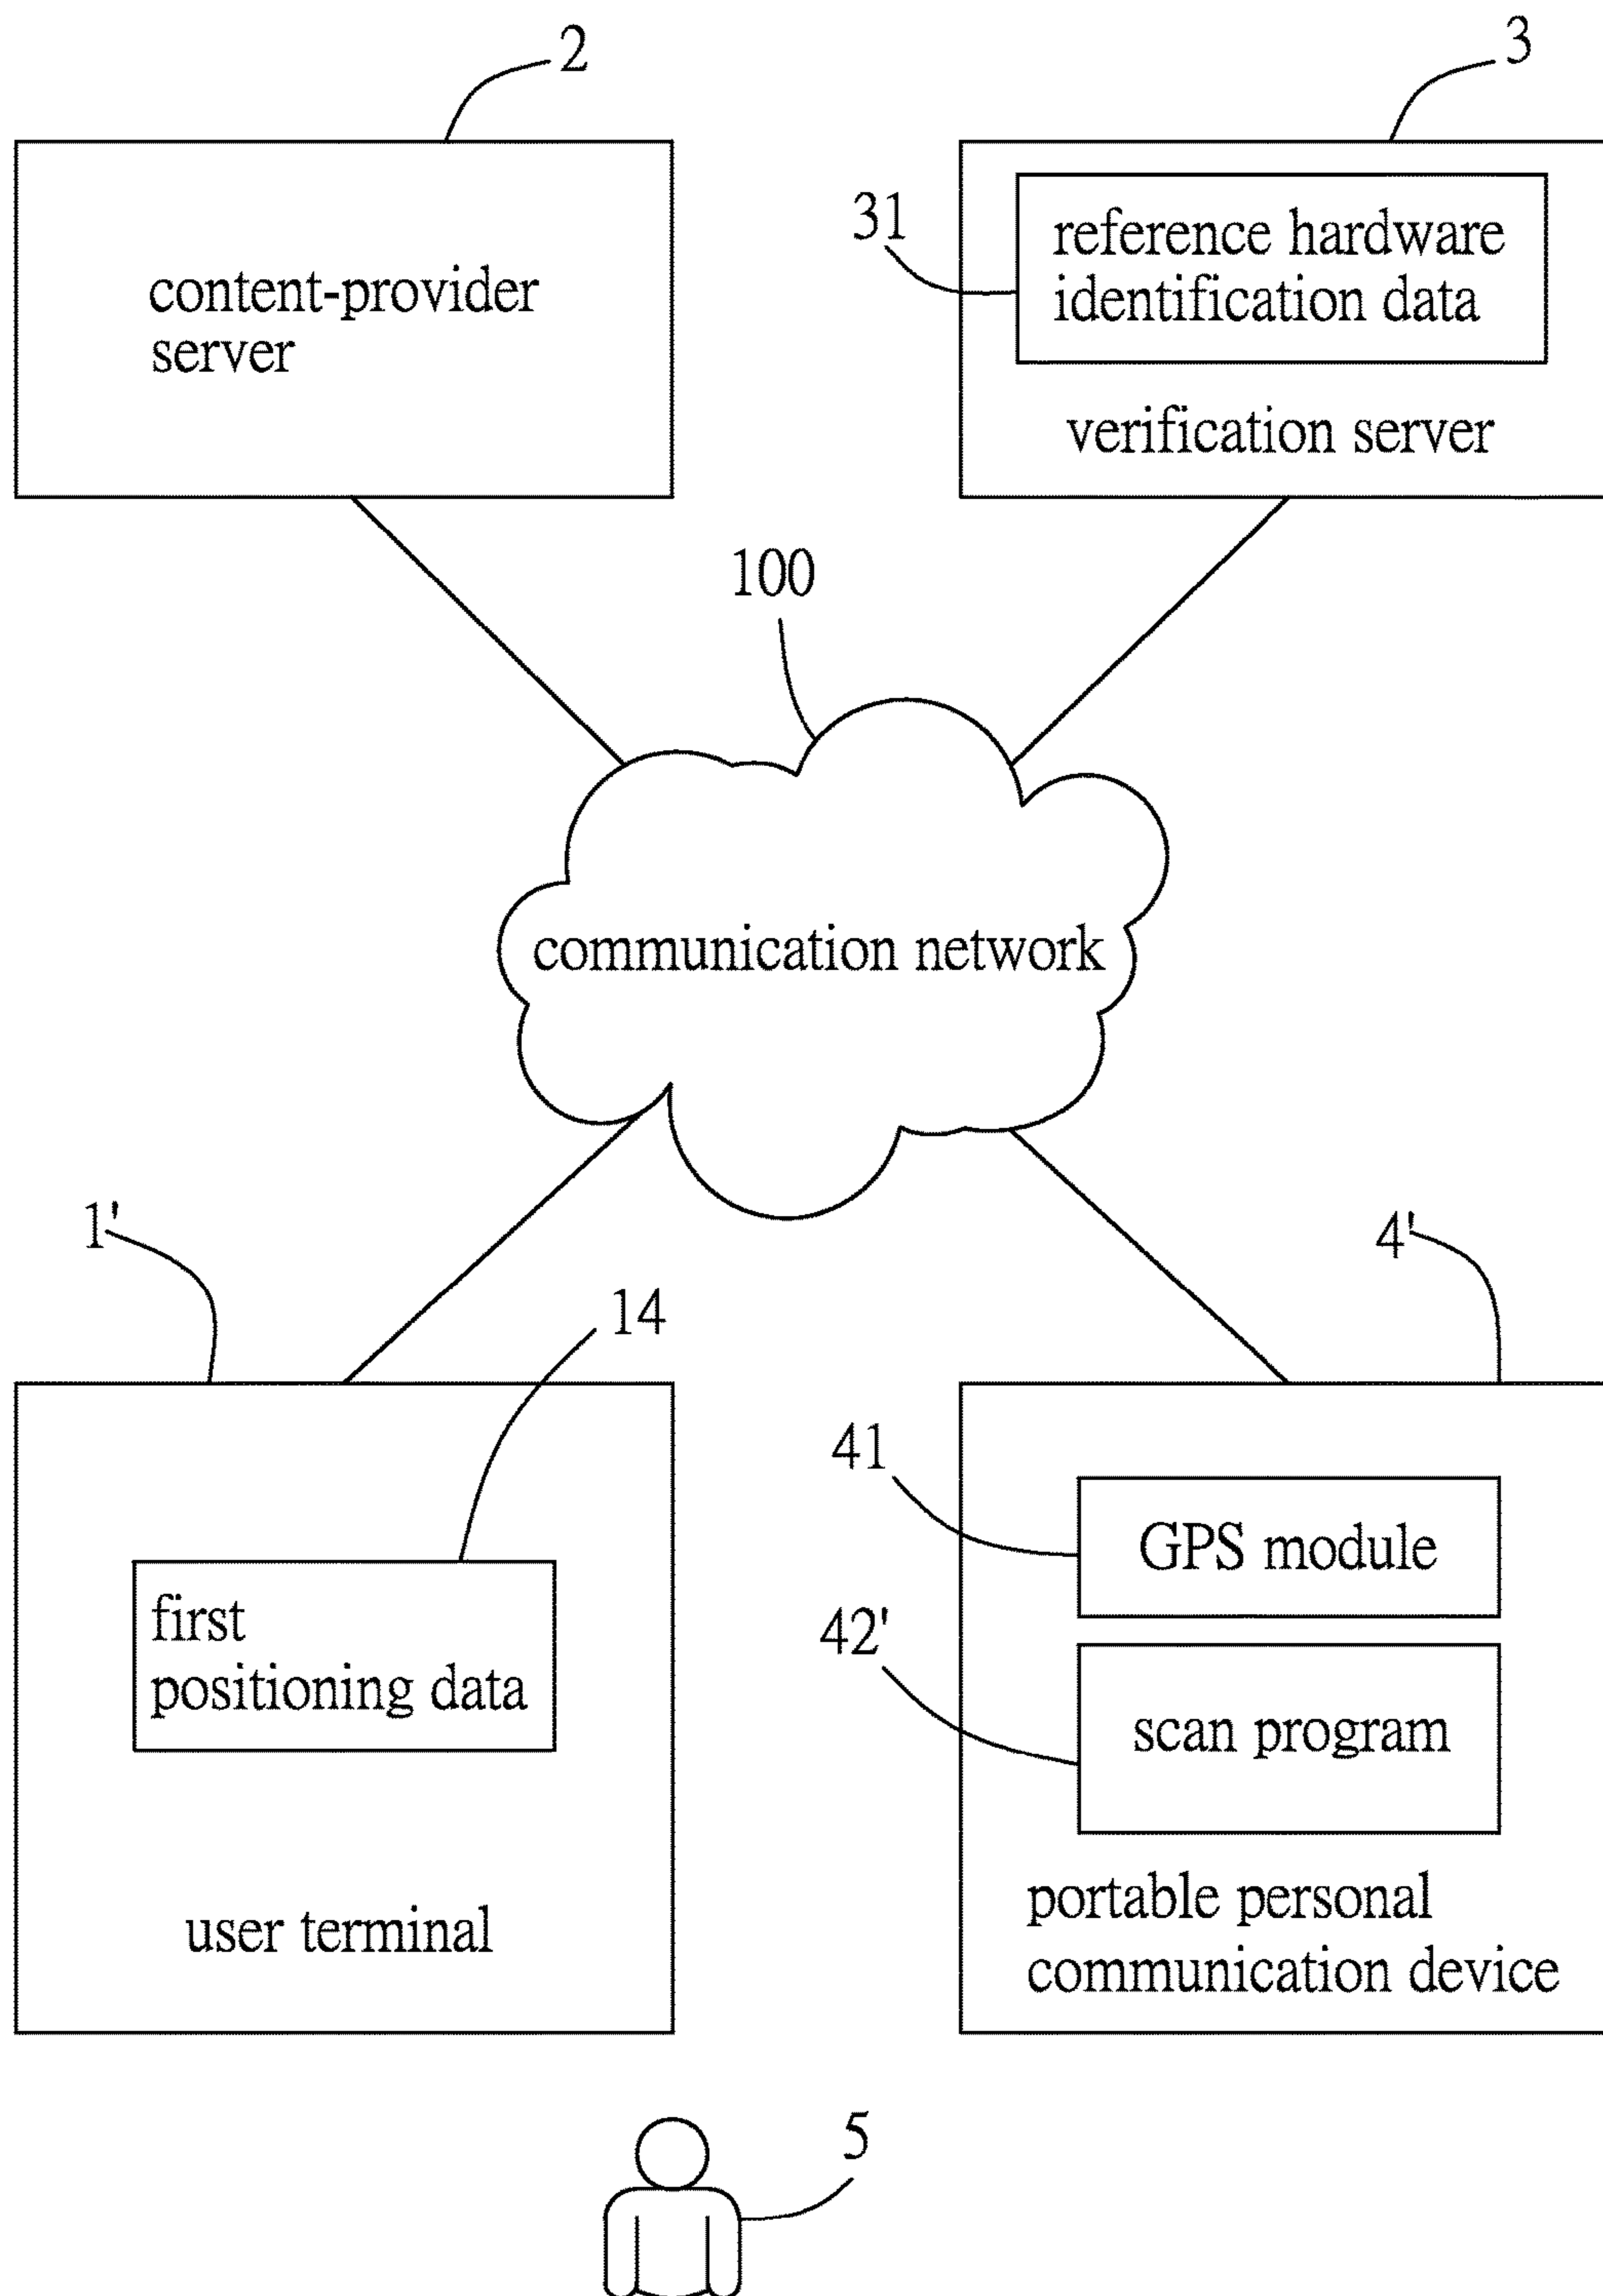 2
3
content-provider
server
31
reference hardware
identification data
verification server
100
communication network
1'
4'
14
first
positioning data
user terminal
41
GPS module
42'
scan program
portable personal
communication device
5